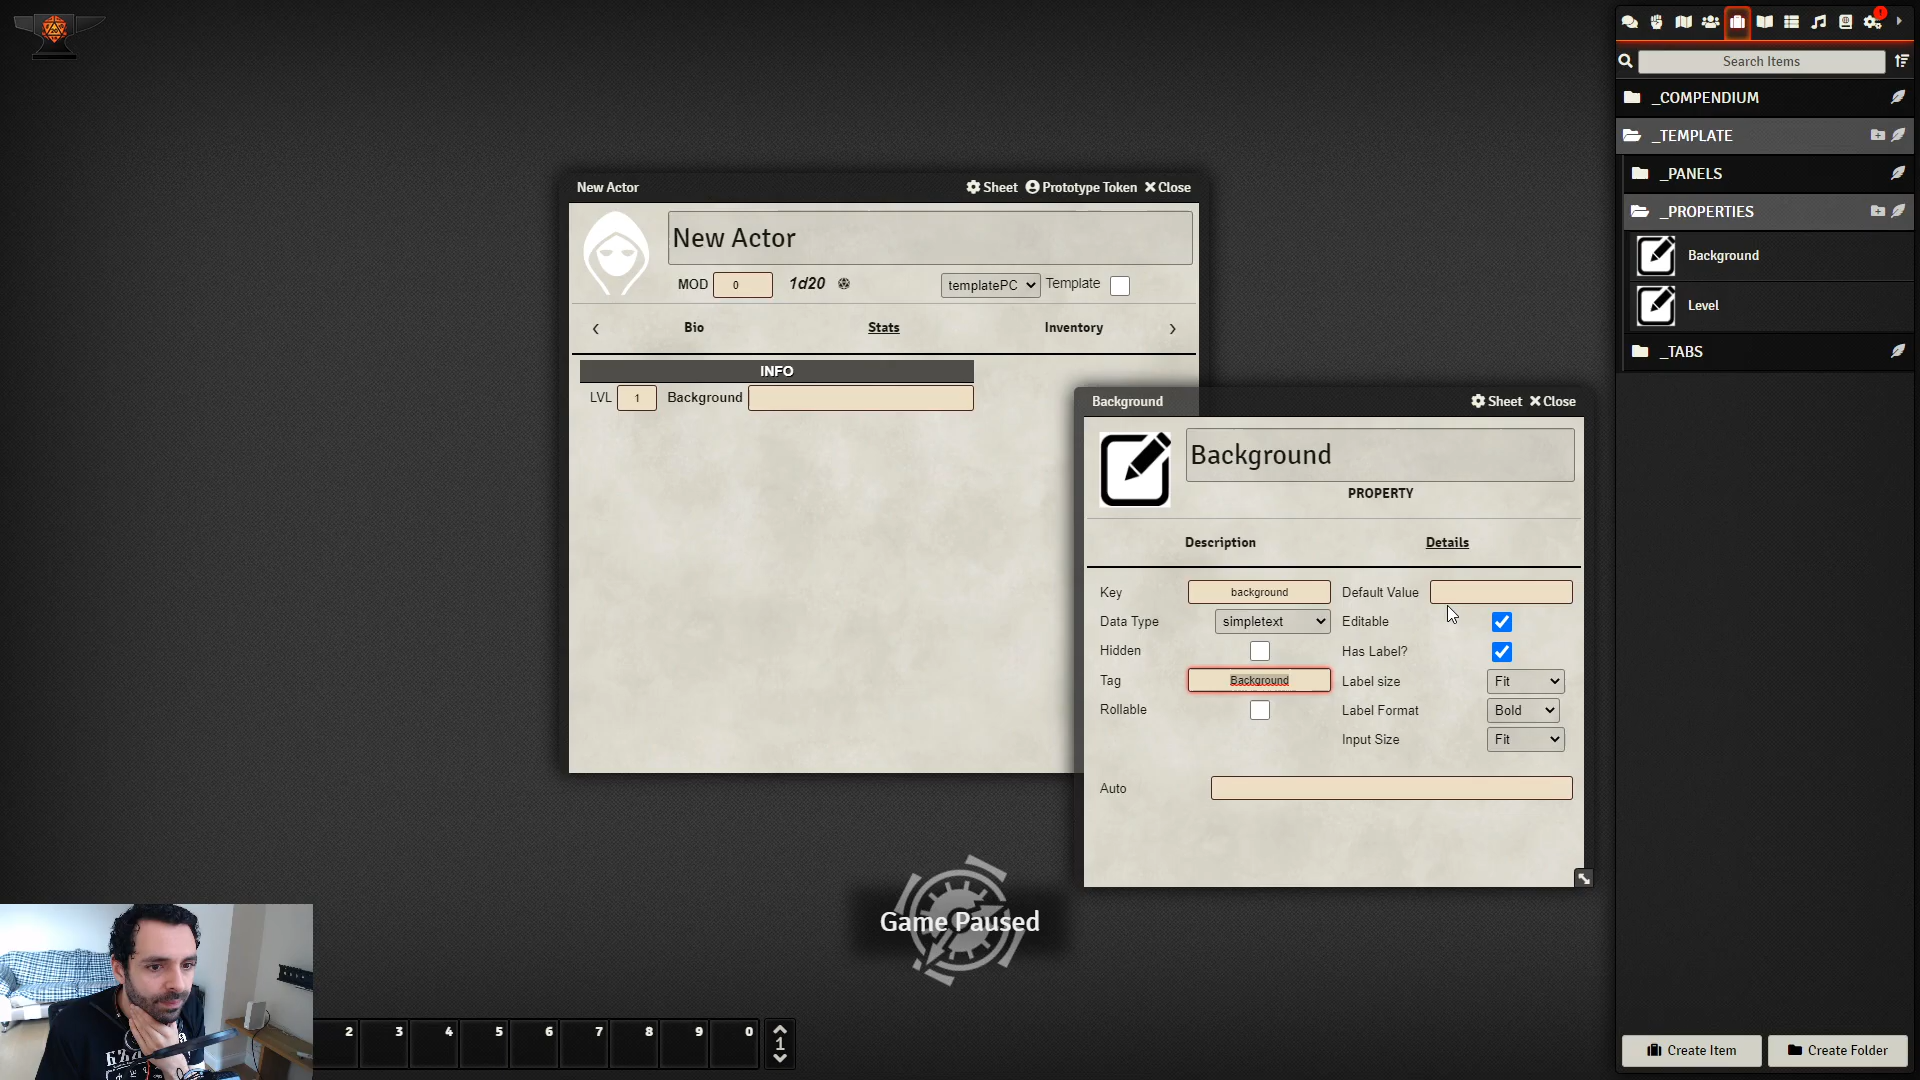 Search Items
_COMPENDIUM
_TEMPLATE
_PANELS
_PROPERTIES
Background
Level
_TABS
New Actor
Sheet Prototype Token Close
New Actor
MOD 0 1d20 templatePC Template
Bio Stats Inventory
INFO
LVL 1 Background
Background Sheet Close
Background
PROPERTY
Description Details
Key background Default Value
Data Type simpletext Editable
Hidden Has Label?
Tag Background Label size Fit
Rollable Label Format Bold
Input Size Fit
Auto
Game Paused
2 3 4 5 6 7 8 9 0 1
Create Item Create Folder